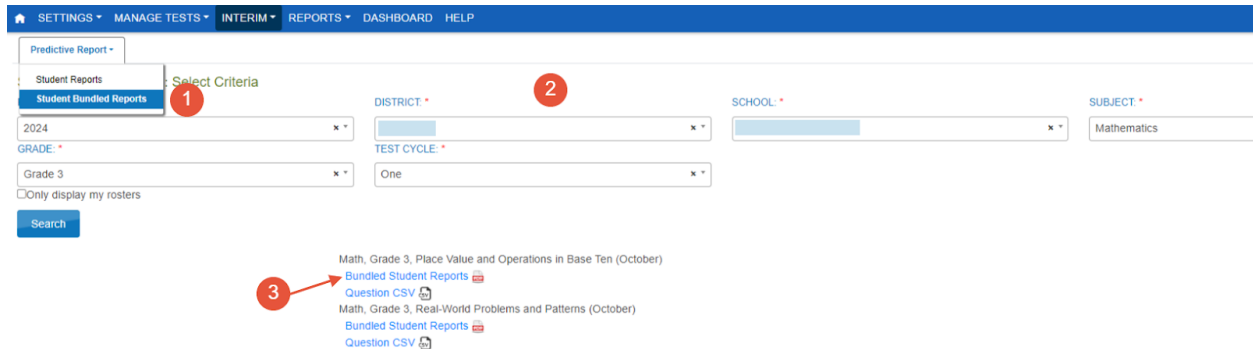 SETTINGS MANAGE TESTS INTERIM REPORTS DASHBOARD HELP
Predictive Report
Student Reports
: Select Criteria
Student Bundled Reports
1
2
DISTRICT: * SCHOOL: * SUBJECT: *
2024 x x x Mathematics
GRADE: * TEST CYCLE: *
Grade 3 x One x
Only display my rosters
Search
Math, Grade 3, Place Value and Operations in Base Ten (October)
3 Bundled Student Reports
Question CSV
Math, Grade 3, Real-World Problems and Patterns (October)
Bundled Student Reports
Question CSV